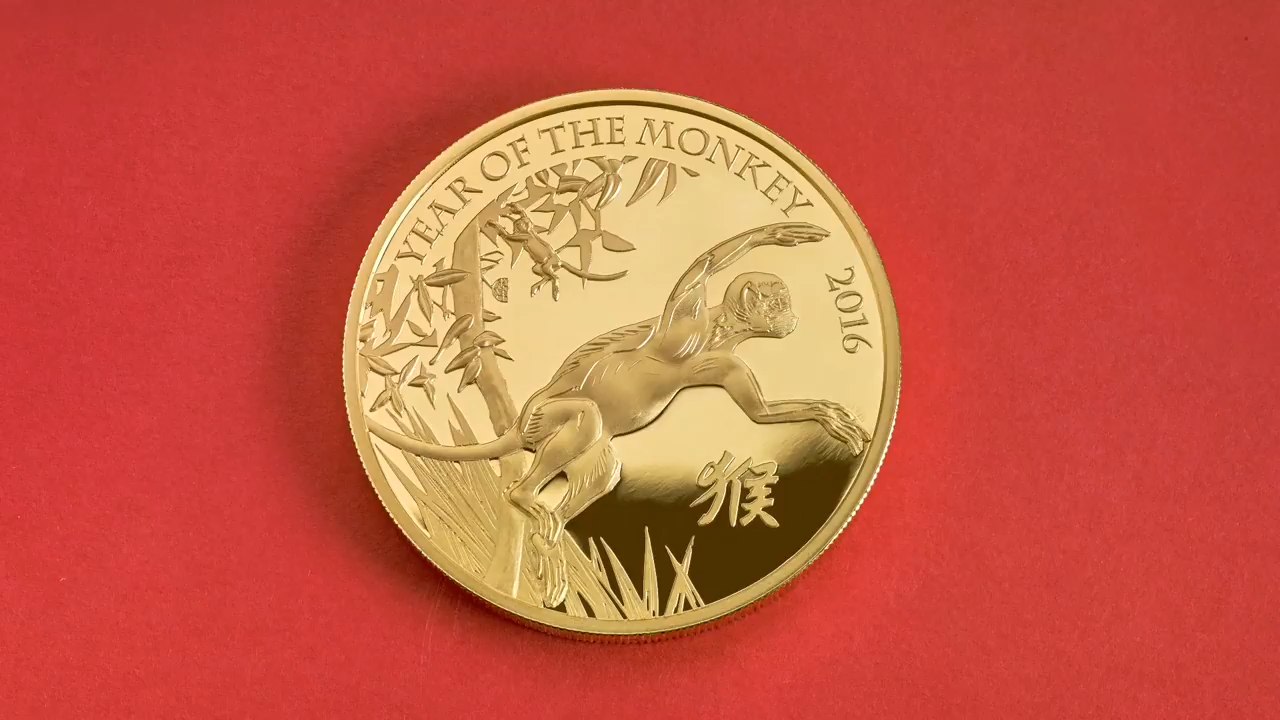 YEAR OF THE MONKEY
2016
猴